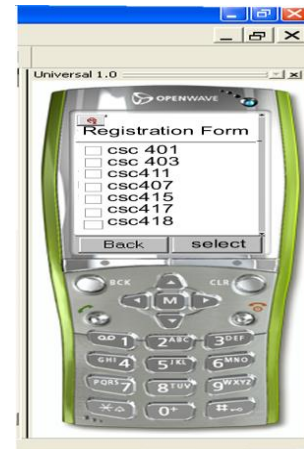 Universal 1.0
OPENWAVE
Registration Form
csc 401
csc 403
csc411
csc407
csc415
csc417
csc418
Back select
BCK CLR
M
1 2ABC 3DEF
GHI4 5JKL 6MNO
PQRS7 8TUV 9WXYZ
0+ #